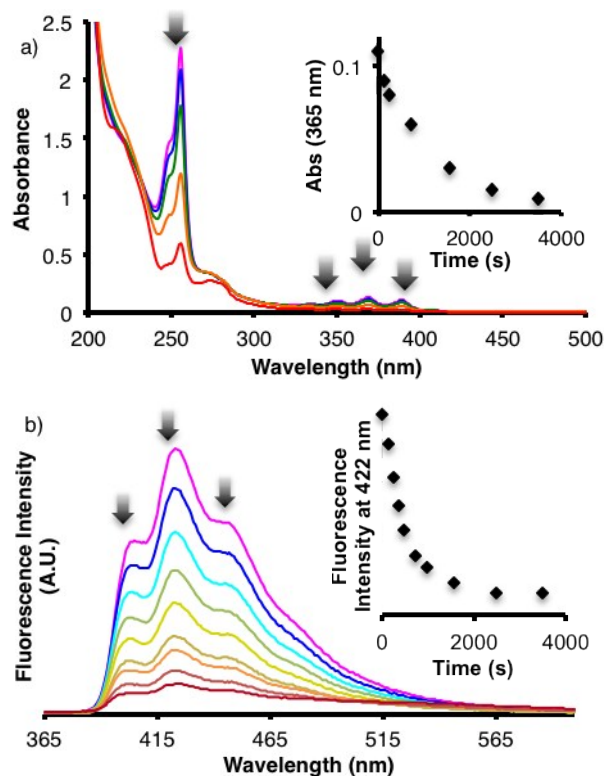 a)
2.5
2
1.5
1
0.5
0
Absorbance
200 250 300 350 400 450 500
Wavelength (nm)
0.1
0
Abs (365 nm)
0 2000 4000
Time (s)
b)
Fluorescence Intensity
(A.U.)
365 415 465 515 565
Wavelength (nm)
Fluorescence
Intensity at 422 nm
0 2000 4000
Time (s)